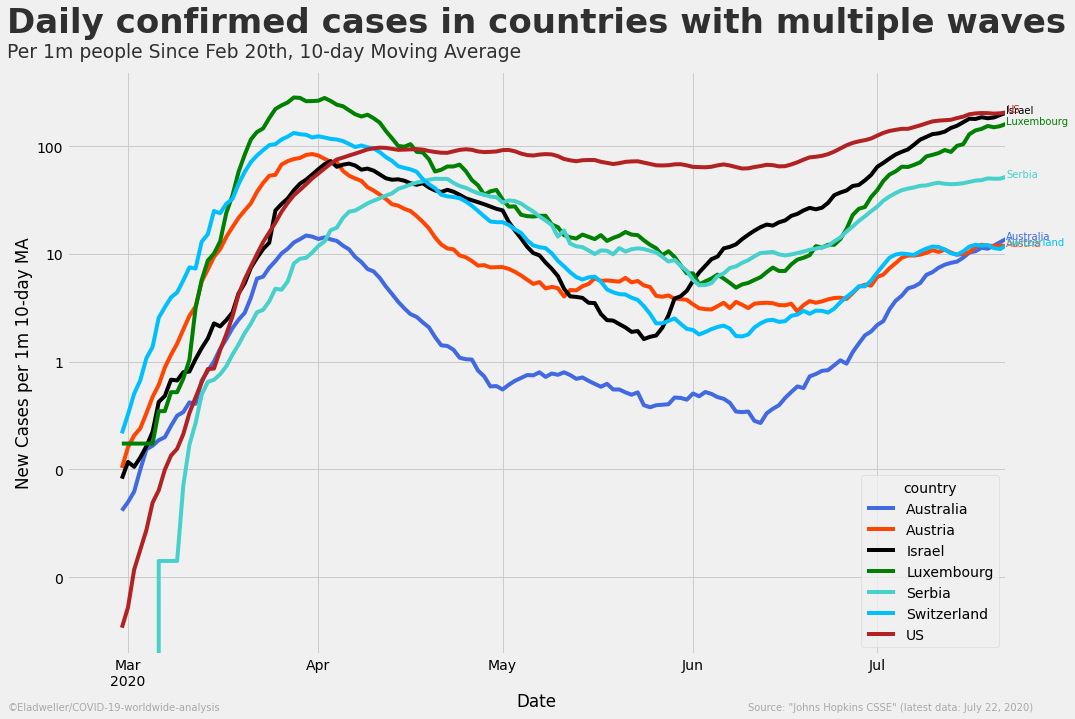 Daily confirmed cases in countries with multiple waves
Per 1m people Since Feb 20th, 10-day Moving Average
New Cases per 1m 10-day MA
100
10
1
0
0
US
Israel
Luxembourg
Serbia
Australia
Switzerland
Austria
country
Australia
Austria
Israel
Luxembourg
Serbia
Switzerland
US
Mar
2020
Apr
May
Jun
Jul
Date
©Eladweller/COVID-19-worldwide-analysis
Source: "Johns Hopkins CSSE" (latest data: July 22, 2020)